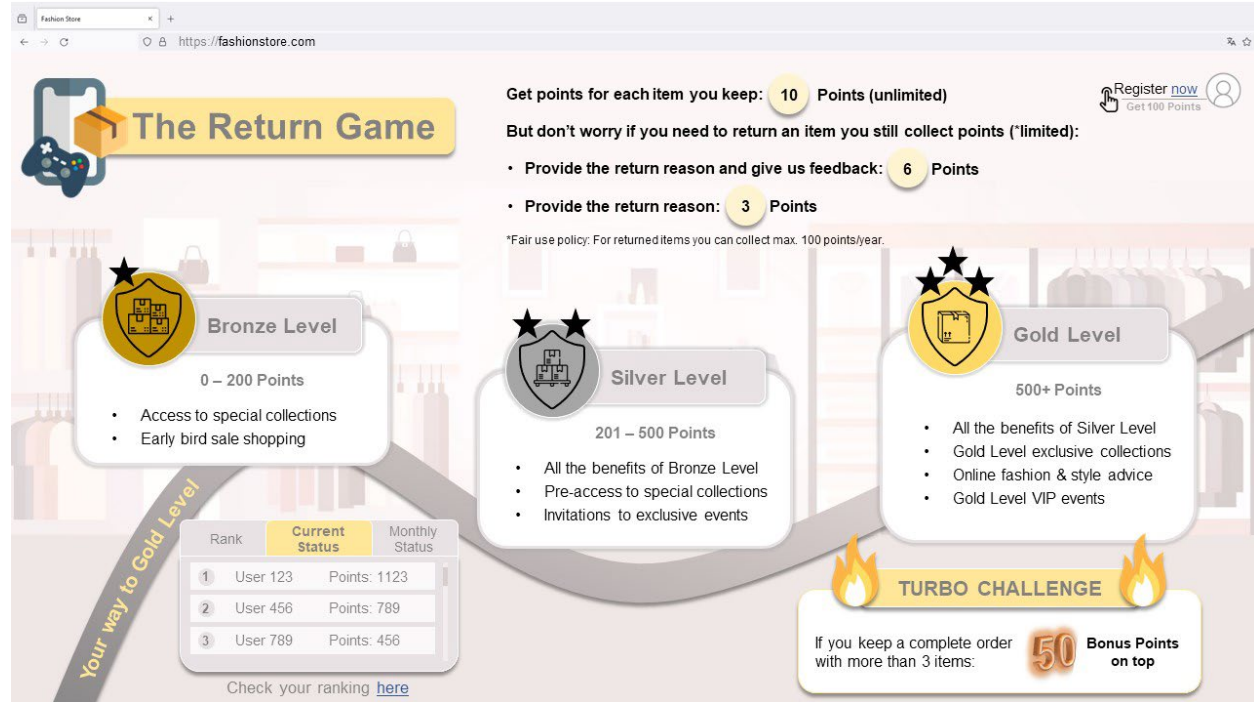 Fashion Store
https://fashionstore.com
The Return Game
Get points for each item you keep: 10 Points (unlimited)
But don't worry if you need to return an item you still collect points (*limited):
• Provide the return reason and give us feedback: 6 Points
• Provide the return reason: 3 Points
*Fair use policy: For returned items you can collect max. 100 points/year.
Register now
Get 100 Points
Bronze Level
0 – 200 Points
• Access to special collections
• Early bird sale shopping
Silver Level
201 – 500 Points
• All the benefits of Bronze Level
• Pre-access to special collections
• Invitations to exclusive events
Gold Level
500+ Points
• All the benefits of Silver Level
• Gold Level exclusive collections
• Online fashion & style advice
• Gold Level VIP events
Your way to Gold Level
Rank
Current
Status
Monthly
Status
1 User 123 Points: 1123
2 User 456 Points: 789
3 User 789 Points: 456
Check your ranking here
TURBO CHALLENGE
If you keep a complete order
with more than 3 items:
50
Bonus Points
on top